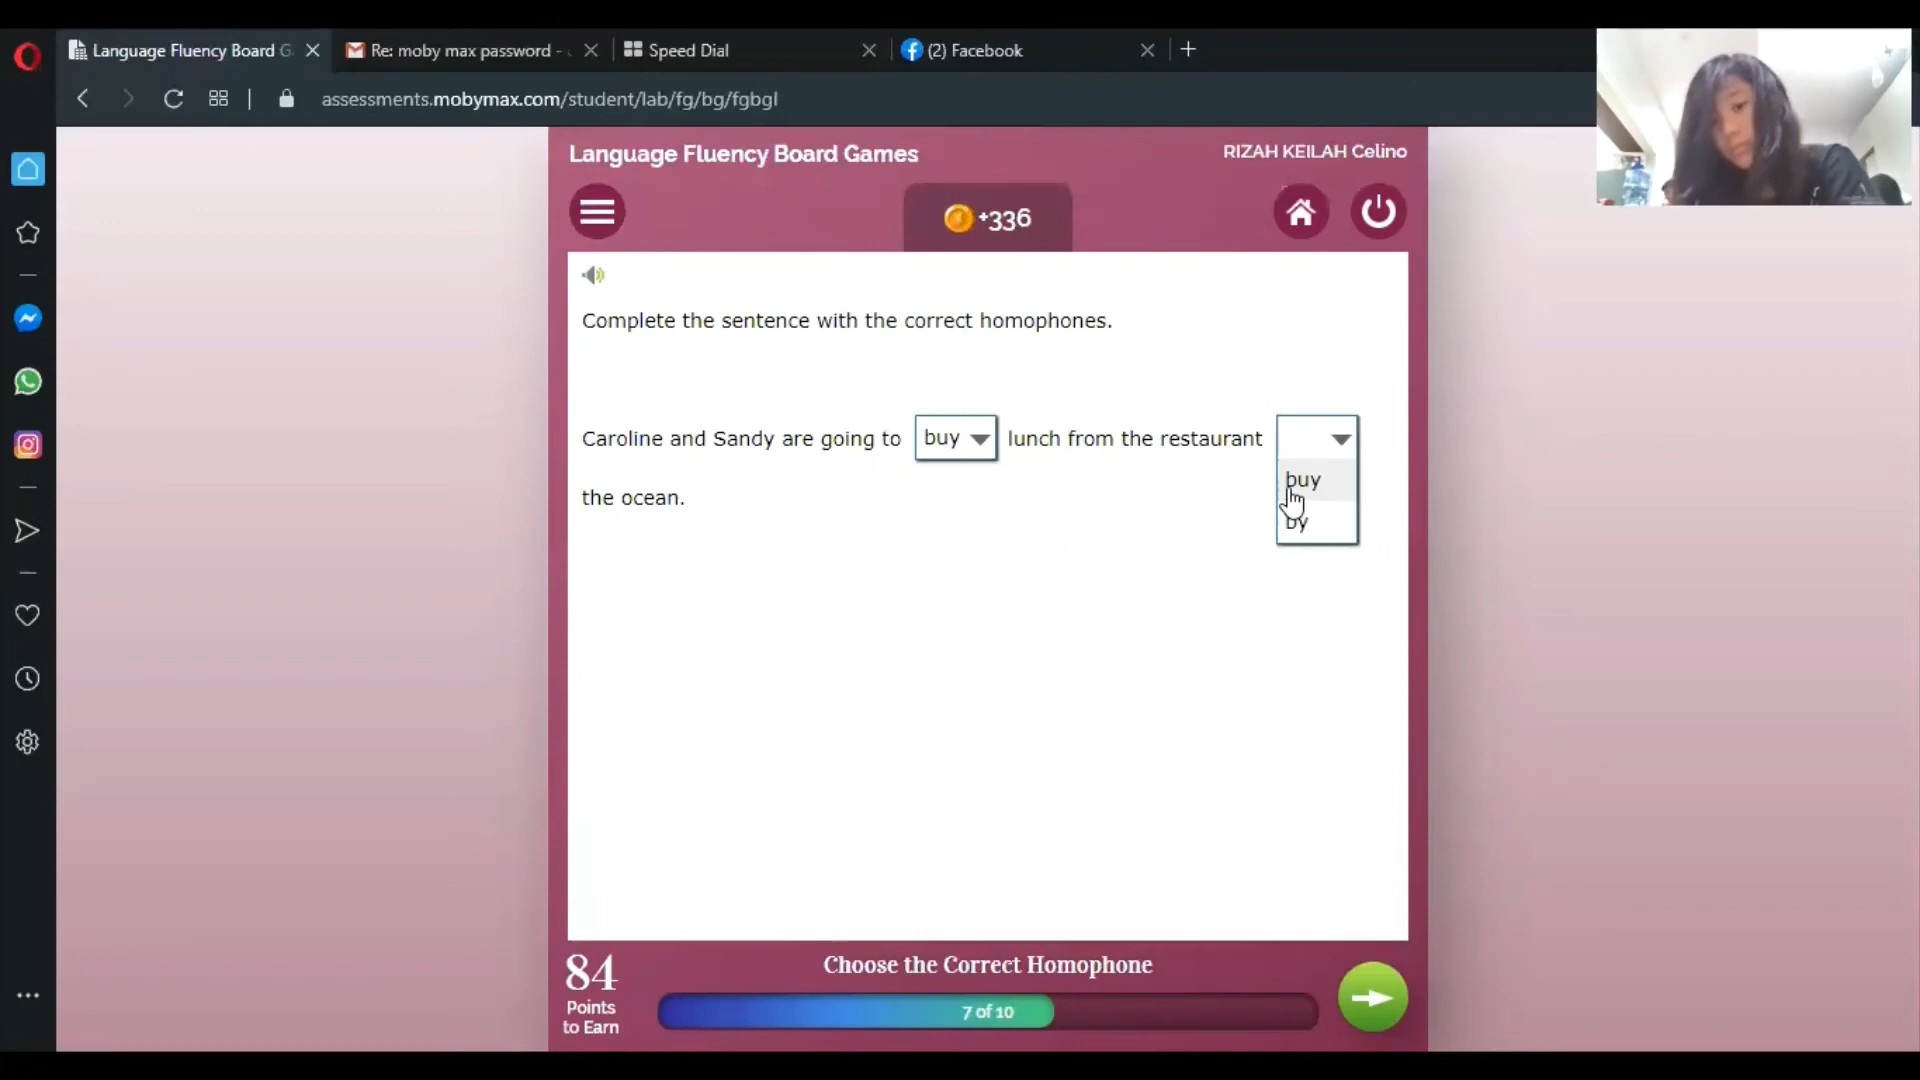 Language Fluency Board G
Re: moby max password -
Speed Dial
(2) Facebook
assessments.mobymax.com/student/lab/fg/bg/fgbgl
Language Fluency Board Games
RIZAH KEILAH Celino
+336
Complete the sentence with the correct homophones.
Caroline and Sandy are going to buy lunch from the restaurant
buy
by
the ocean.
84
Points
to Earn
Choose the Correct Homophone
7 of 10